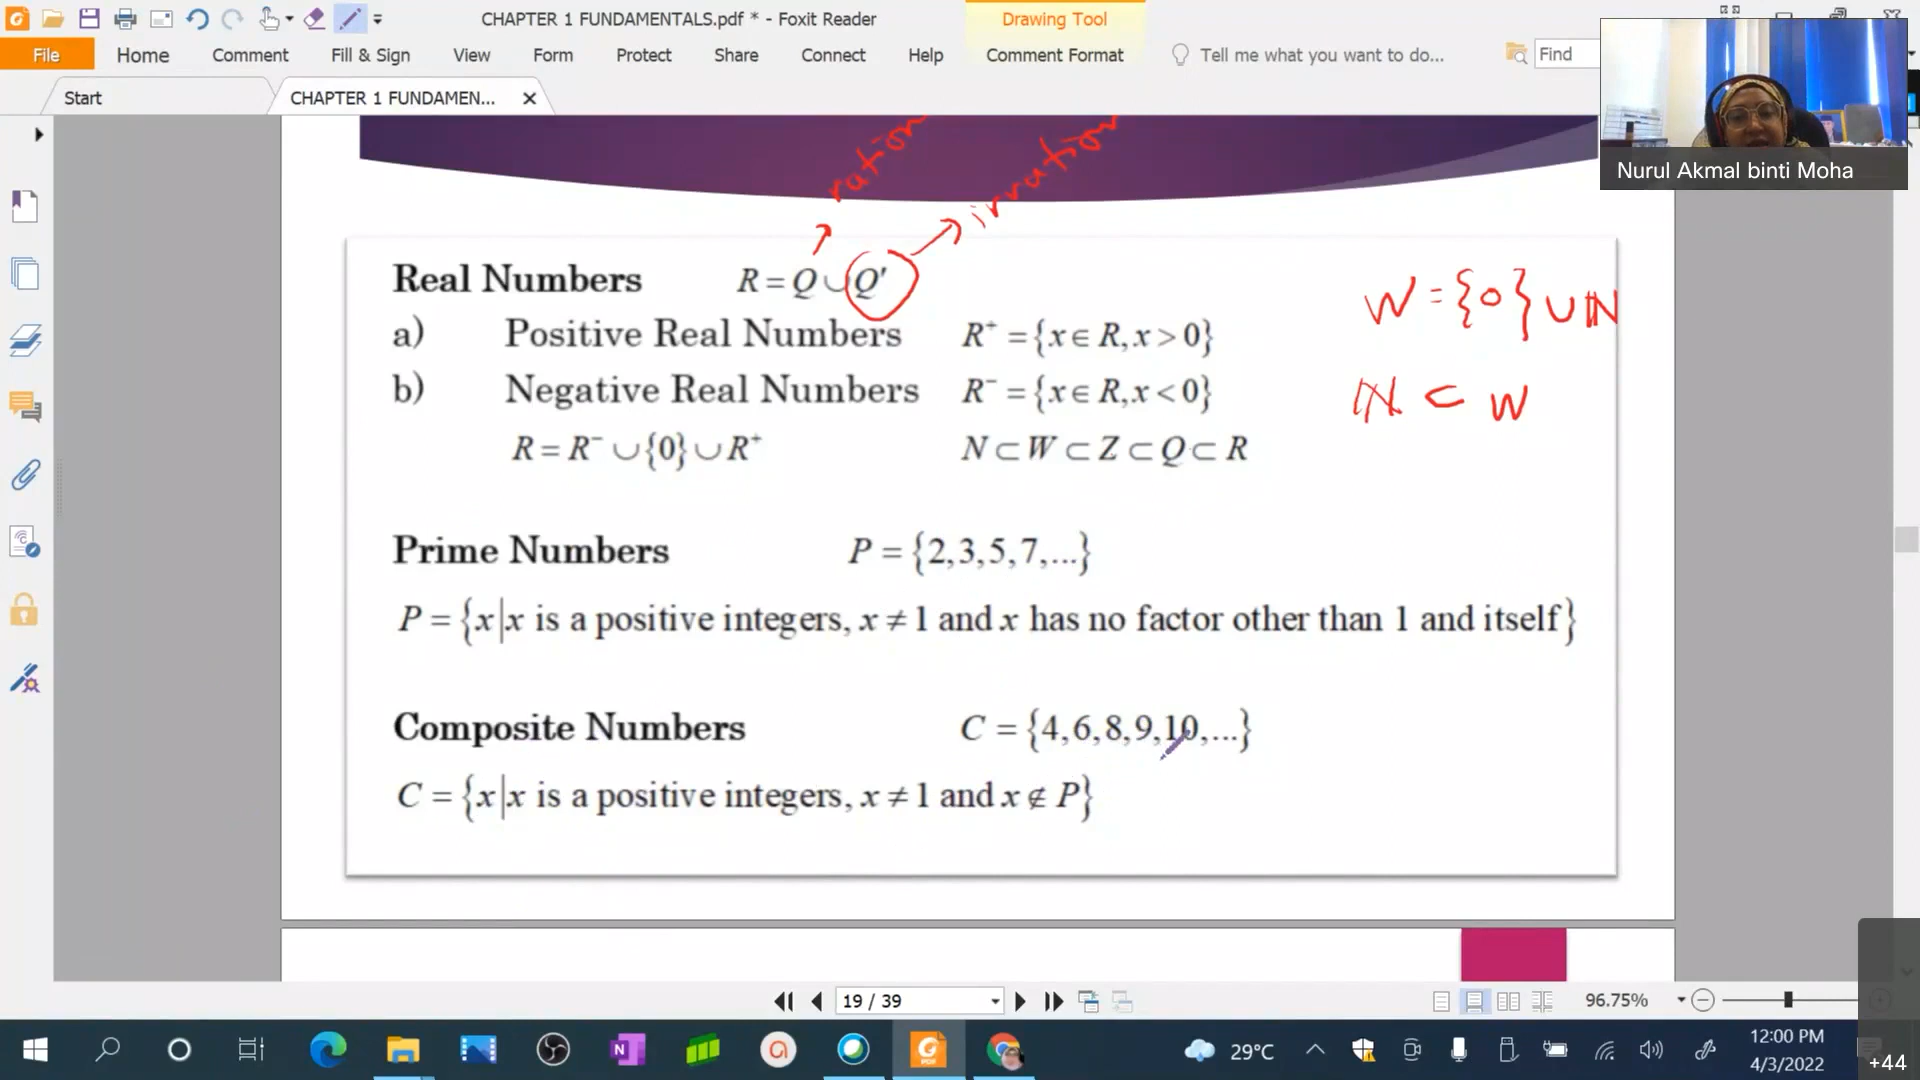 CHAPTER 1 FUNDAMENTALS.pdf * - Foxit Reader
Drawing Tool
File Home Comment Fill & Sign View Form Protect Share Connect Help Comment Format Tell me what you want to do... Find
Start
CHAPTER 1 FUNDAMEN...
Nurul Akmal binti Moha
ration
irration
Real Numbers R = Q ∪ Q′
a) Positive Real Numbers R⁺ = {x ∈ R, x > 0}
b) Negative Real Numbers R⁻ = {x ∈ R, x < 0}
R = R⁻ ∪ {0} ∪ R⁺ N ⊂ W ⊂ Z ⊂ Q ⊂ R
W = {0} ∪ N
N ⊂ W
Prime Numbers P = {2,3,5,7,...}
P = {x|x is a positive integers, x ≠ 1 and x has no factor other than 1 and itself}
Composite Numbers C = {4,6,8,9,10,...}
C = {x|x is a positive integers, x ≠ 1 and x ∉ P}
19 / 39
96.75%
29°C
12:00 PM
4/3/2022
+44